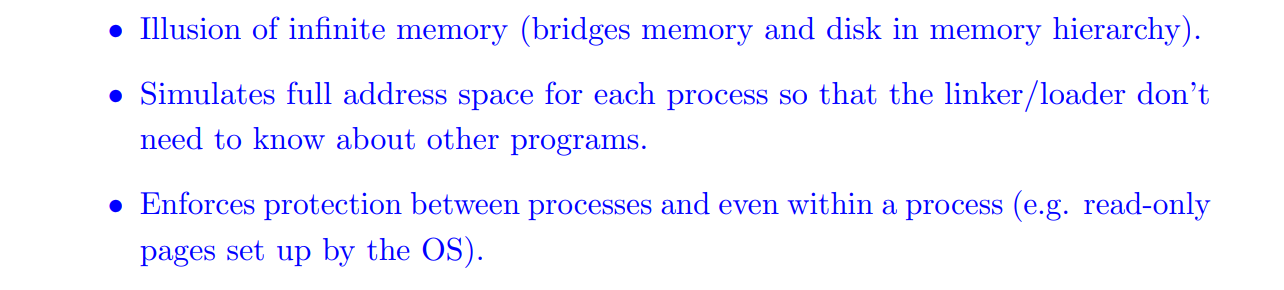 • Illusion of infinite memory (bridges memory and disk in memory hierarchy).
• Simulates full address space for each process so that the linker/loader don't
need to know about other programs.
• Enforces protection between processes and even within a process (e.g. read-only
pages set up by the OS).